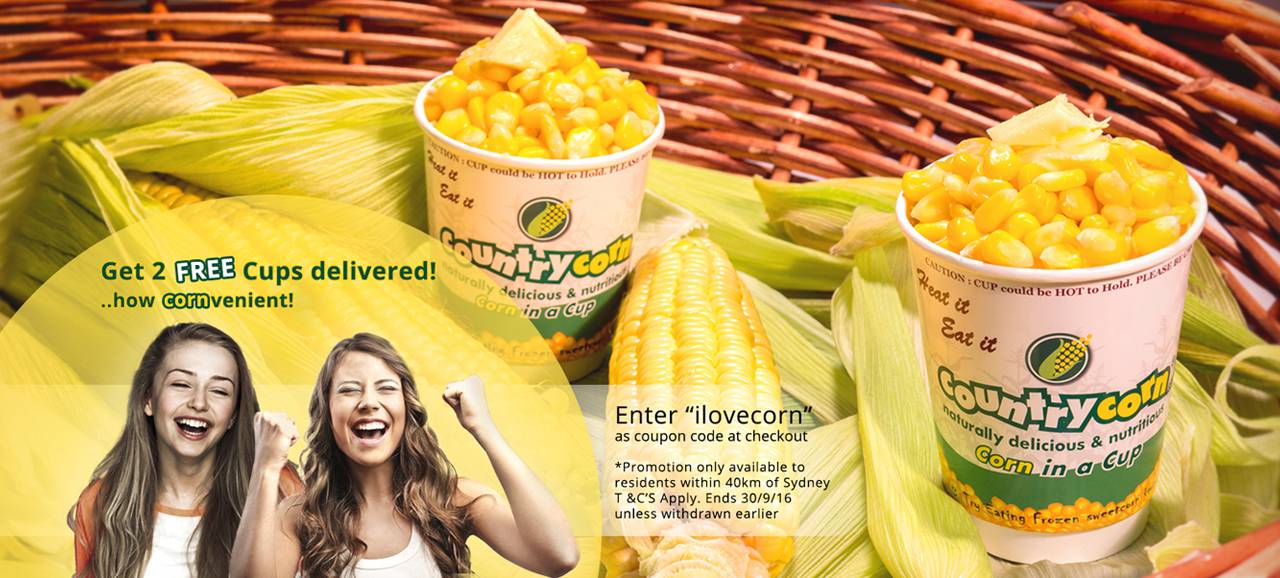 CAUTION : CUP could be HOT to Hold. PLEASE
Heat it
Eat it
countrycorn
naturally delicious & nutritious
Corn in a Cup
Eating frozen sweetcorn
Get 2 FREE Cups delivered!
..how cornvenient!
Enter “ilovecorn”
as coupon code at checkout
*Promotion only available to
residents within 40km of Sydney
T &C'S Apply. Ends 30/9/16
unless withdrawn earlier
CAUTION : CUP could be HOT to Hold. PLEASE
Heat it
Eat it
countrycorn
naturally delicious & nutritious
Corn in a Cup
Try Eating frozen sweetcorn